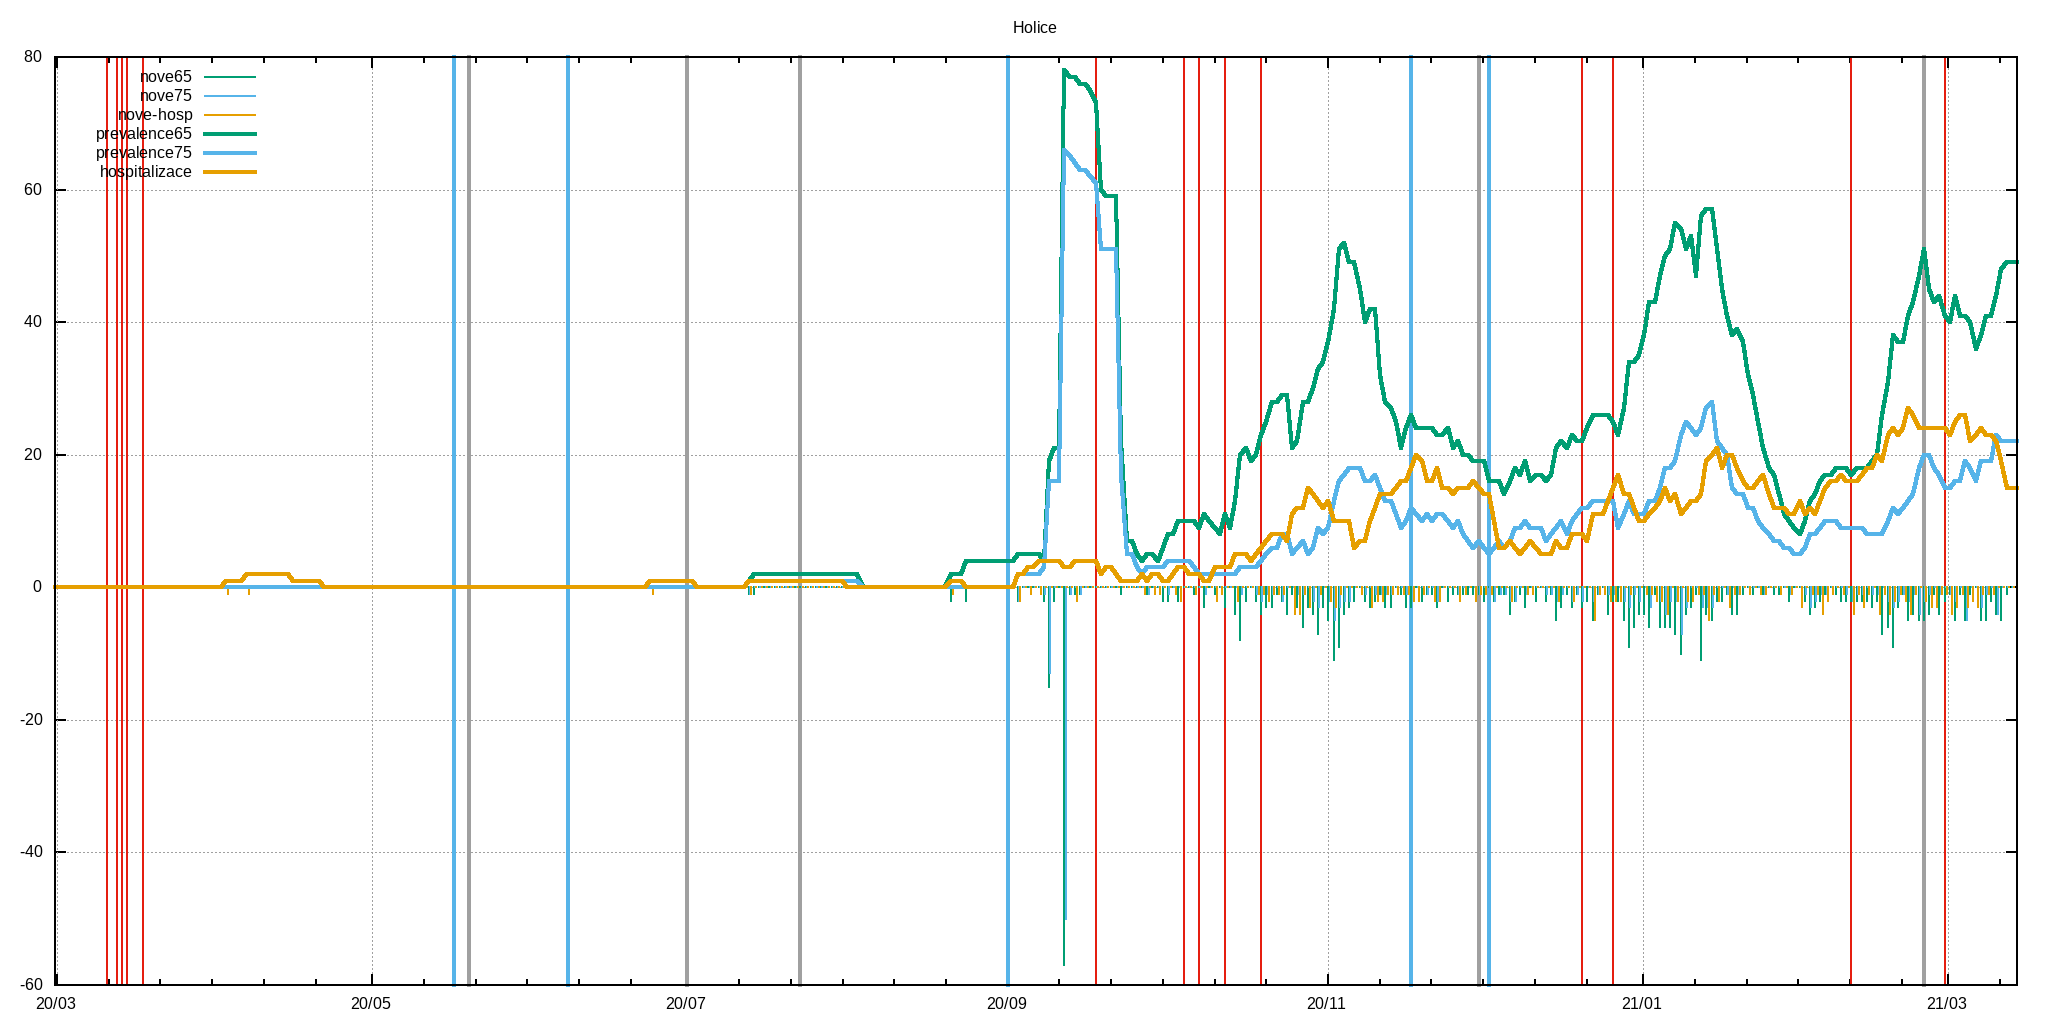 Holice
80
60
40
20
0
-20
-40
-60
nove65
nove75
nove-hosp
prevalence65
prevalence75
hospitalizace
20/03 20/05 20/07 20/09 20/11 21/01 21/03